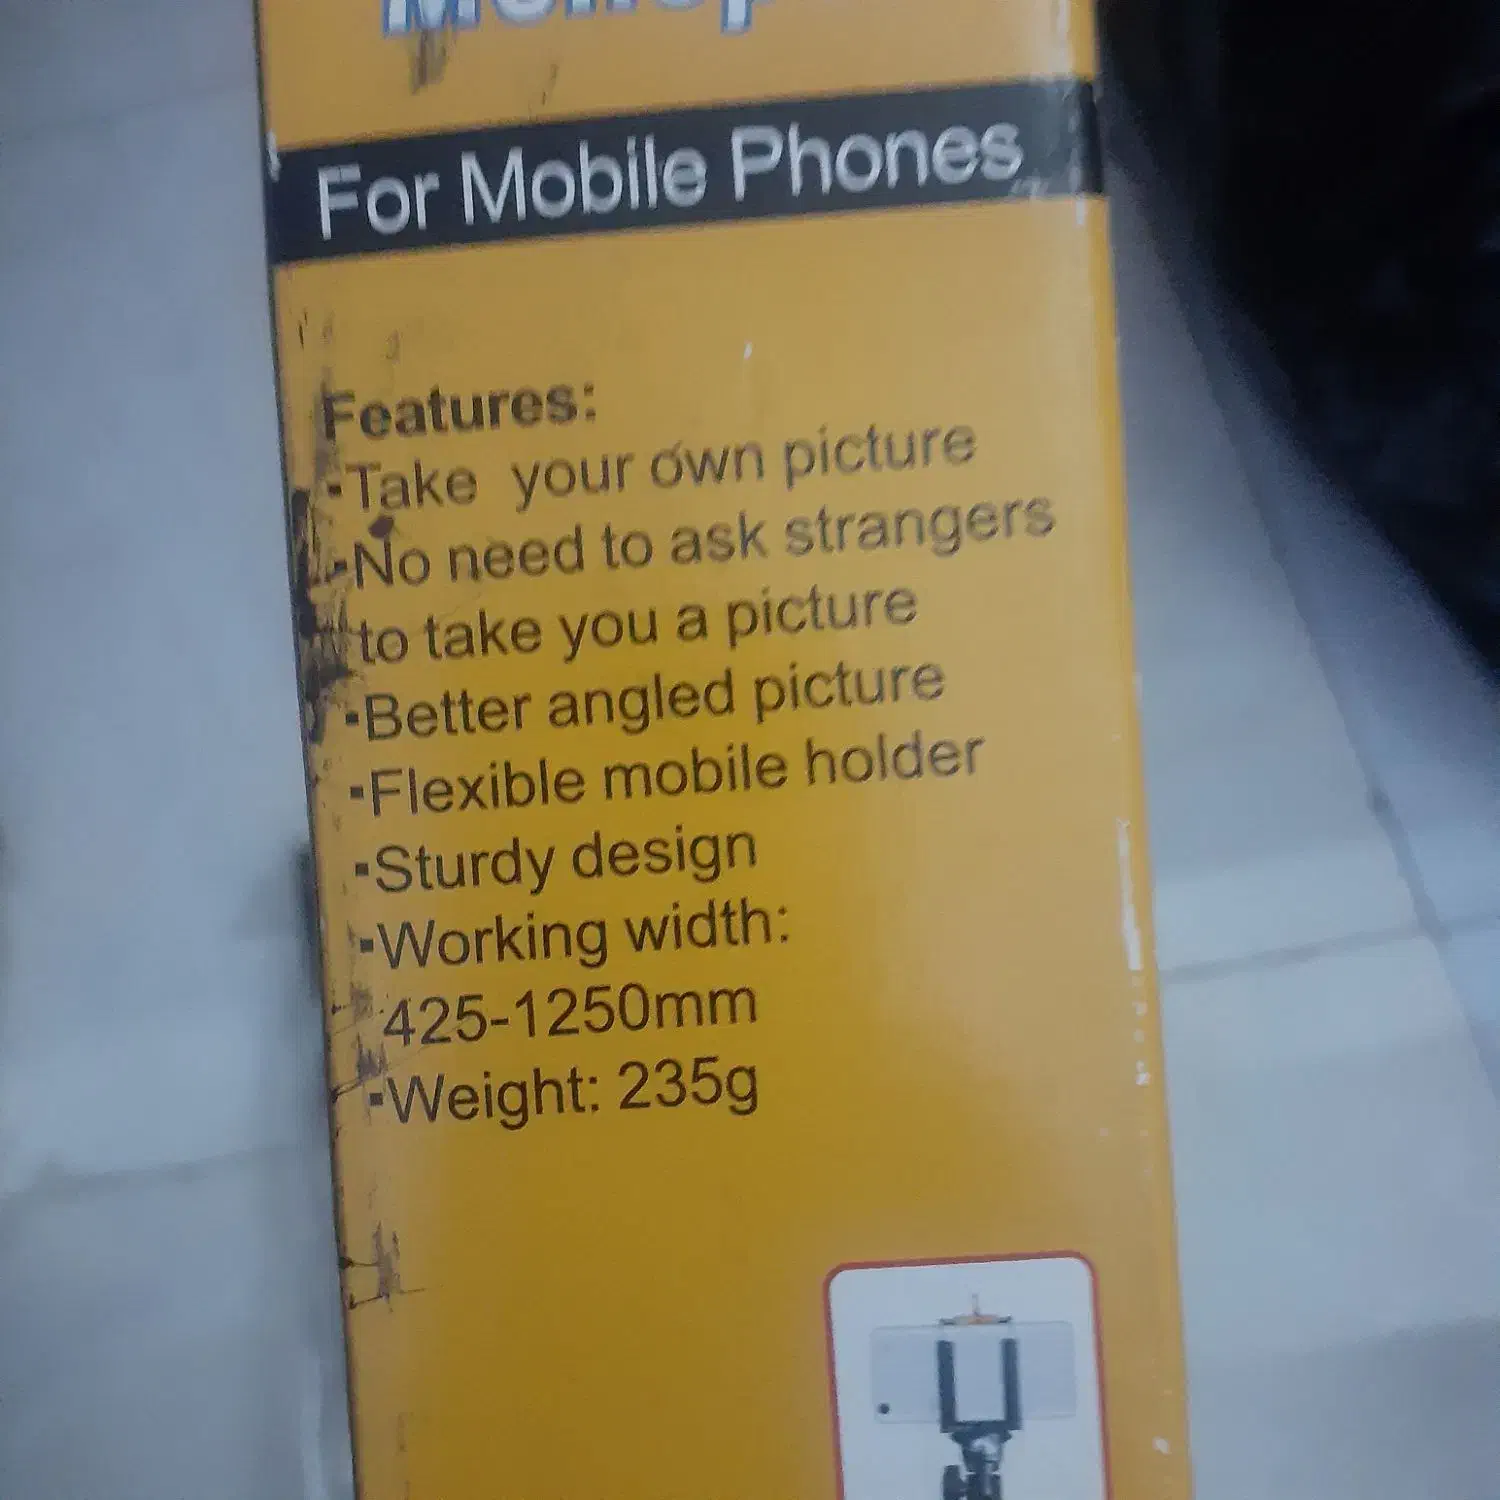 For Mobile Phones
Features:
▪Take your own picture
▪No need to ask strangers
to take you a picture
▪Better angled picture
▪Flexible mobile holder
▪Sturdy design
▪Working width:
425-1250mm
▪Weight: 235g